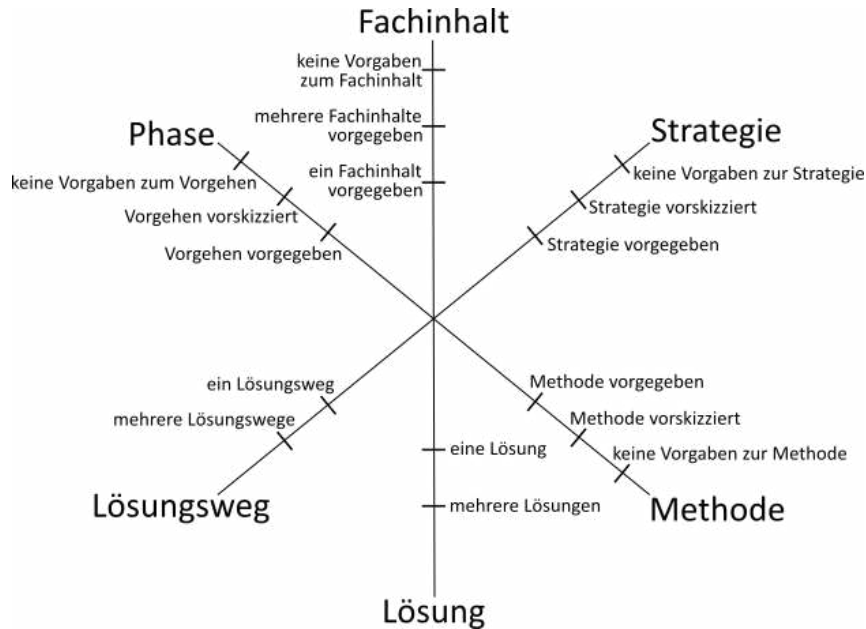 Fachinhalt
keine Vorgaben
zum Fachinhalt
mehrere Fachinhalte
vorgegeben
ein Fachinhalt
vorgegeben
Strategie
keine Vorgaben zur Strategie
Strategie vorskizziert
Strategie vorgegeben
Phase
keine Vorgaben zum Vorgehen
Vorgehen vorskizziert
Vorgehen vorgegeben
ein Lösungsweg
mehrere Lösungswege
Lösungsweg
eine Lösung
mehrere Lösungen
Lösung
Methode vorgegeben
Methode vorskizziert
keine Vorgaben zur Methode
Methode